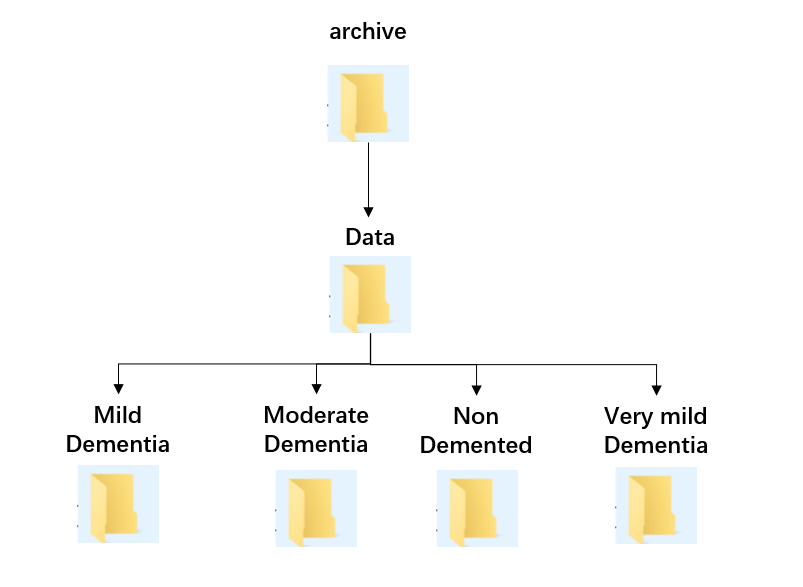 archive
Data
Mild
Dementia
Moderate
Dementia
Non
Demented
Very mild
Dementia